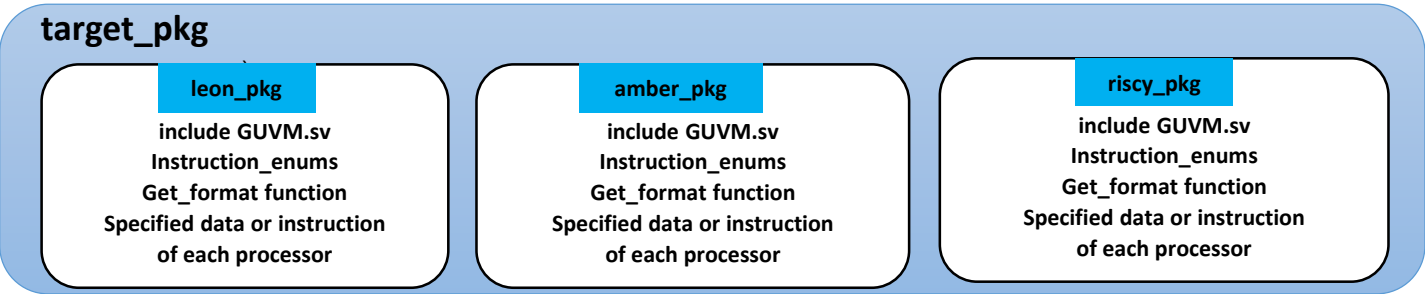 target_pkg
leon_pkg
include GUVM.sv
Instruction_enums
Get_format function
Specified data or instruction
of each processor
amber_pkg
include GUVM.sv
Instruction_enums
Get_format function
Specified data or instruction
of each processor
riscy_pkg
include GUVM.sv
Instruction_enums
Get_format function
Specified data or instruction
of each processor